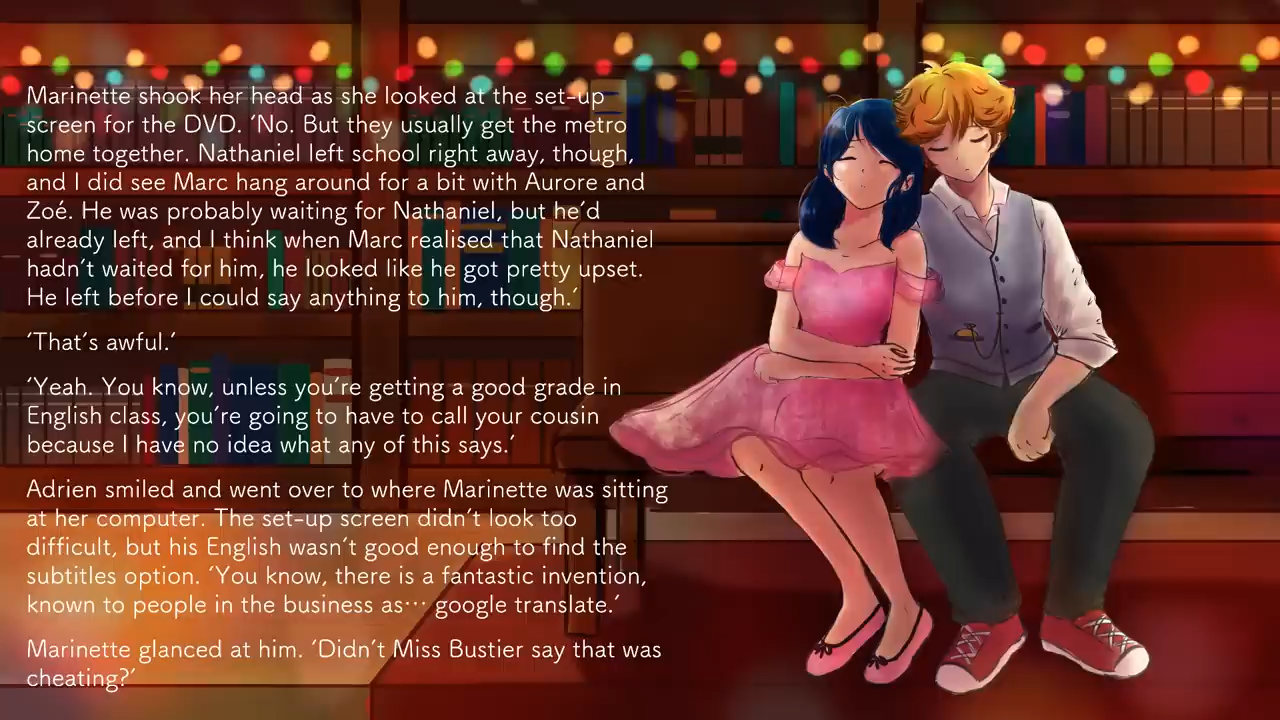 Marinette shook her head as she looked at the set-up
screen for the DVD. ‘No. But they usually get the metro
home together. Nathaniel left school right away, though,
and I did see Marc hang around for a bit with Aurore and
Zoé. He was probably waiting for Nathaniel, but he’d
already left, and I think when Marc realised that Nathaniel
hadn’t waited for him, he looked like he got pretty upset.
He left before I could say anything to him, though.’
‘That’s awful.’
‘Yeah. You know, unless you’re getting a good grade in
English class, you’re going to have to call your cousin
because I have no idea what any of this says.’
Adrien smiled and went over to where Marinette was sitting
at her computer. The set-up screen didn’t look too
difficult, but his English wasn’t good enough to find the
subtitles option. ‘You know, there is a fantastic invention,
known to people in the business as… google translate.’
Marinette glanced at him. ‘Didn’t Miss Bustier say that was
cheating?’